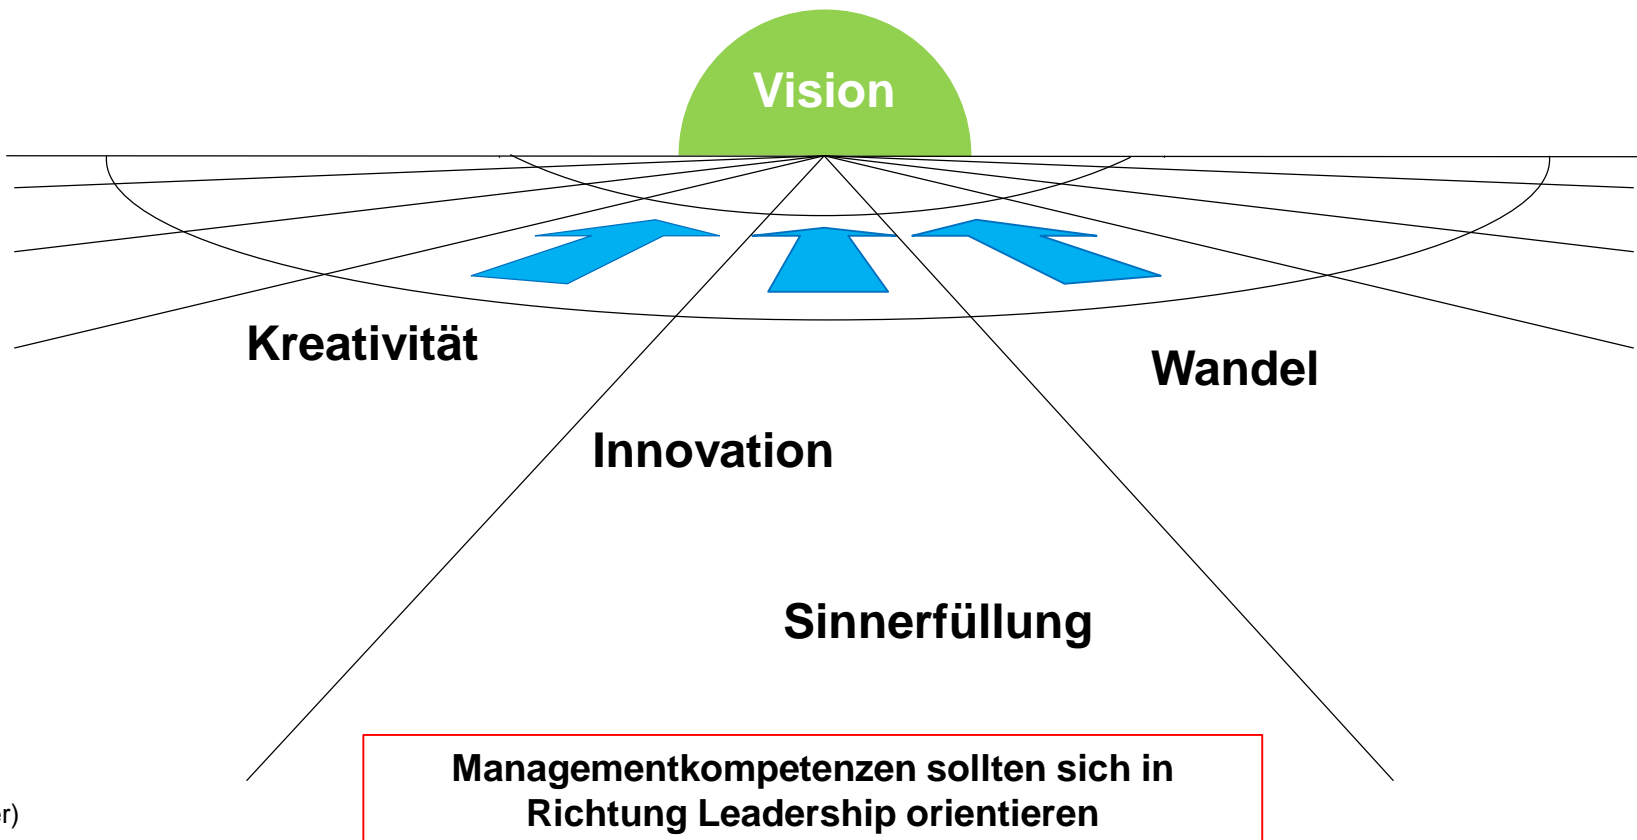 Vision
Kreativität
Wandel
Innovation
Sinnerfüllung
Managementkompetenzen sollten sich in
Richtung Leadership orientieren